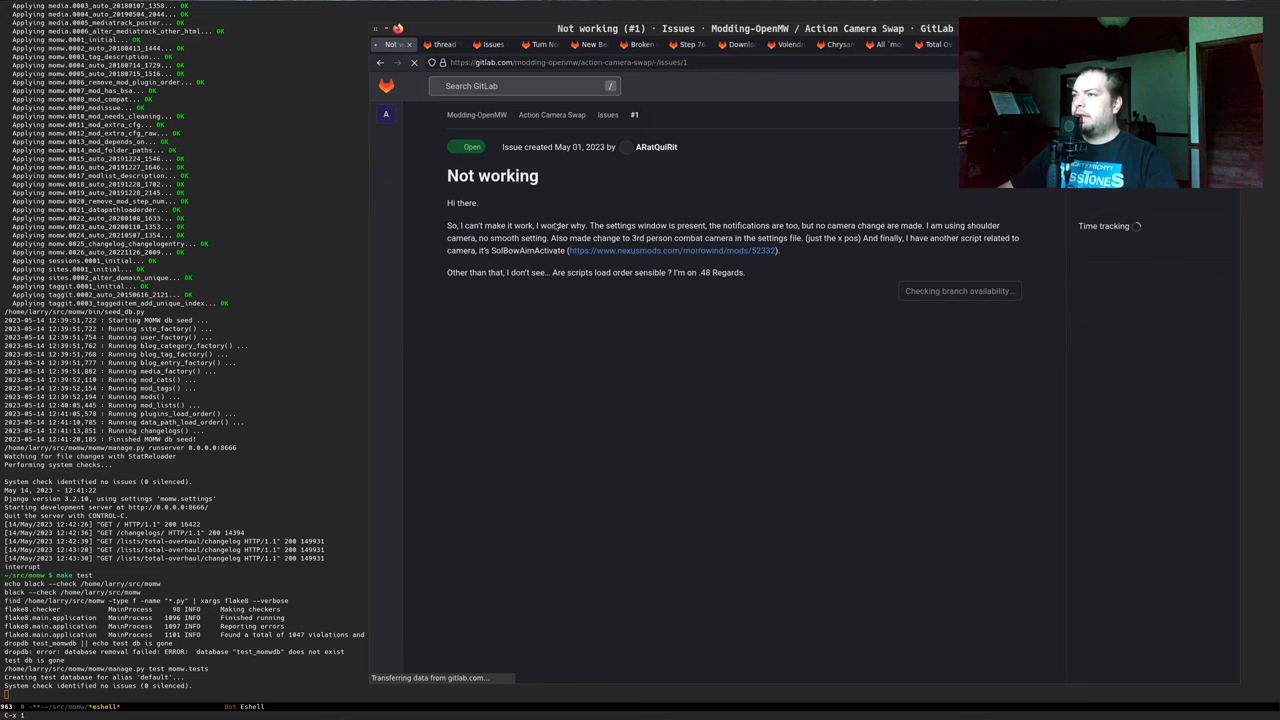 Applying media.0003_auto_20180107_1358... OK
Applying media.0004_auto_20190504_2044... OK
Applying media.0005_mediatrack_poster... OK
Applying media.0006_mediatrack_other_html... OK
Applying momw.0001_initial... OK
Applying momw.0002_auto_20180413_1444... OK
Applying momw.0003_tag_description... OK
Applying momw.0004_auto_20180714_1729... OK
Applying momw.0005_auto_20180715_1516... OK
Applying momw.0006_remove_mod_plugin_order... OK
Applying momw.0007_mod_has_bsa... OK
Applying momw.0008_mod_compat... OK
Applying momw.0009_modissue... OK
Applying momw.0010_mod_needs_cleaning... OK
Applying momw.0011_mod_extra_cfg... OK
Applying momw.0012_mod_extra_cfg_raw... OK
Applying momw.0013_mod_depends_on... OK
Applying momw.0014_mod_folder_paths... OK
Applying momw.0015_auto_20191224_1546... OK
Applying momw.0016_auto_20191227_1646... OK
Applying momw.0017_modlist_description... OK
Applying momw.0018_auto_20191228_1702... OK
Applying momw.0019_auto_20191228_2145... OK
Applying momw.0020_remove_mod_step_num... OK
Applying momw.0021_datapathloadorder... OK
Applying momw.0022_auto_20200108_1633... OK
Applying momw.0023_auto_20200121_1353... OK
Applying momw.0024_auto_20200203_1654... OK
Applying momw.0025_changelog_changelogentry... OK
Applying momw.0026_auto_20221126_2009... OK
Applying sessions.0001_initial... OK
Applying sites.0001_initial... OK
Applying sites.0002_alter_domain_unique... OK
Applying taggit.0001_initial... OK
Applying taggit.0002_auto_20150616_2121... OK
Applying taggit.0003_taggeditem_add_unique_index... OK
/home/larry/src/momw/bin/seed_db.py
2023-05-14 12:39:51,722 : Started MOMW db seed ...
2023-05-14 12:39:51,722 : Running site_factory() ...
2023-05-14 12:39:51,754 : Running user_factory() ...
2023-05-14 12:39:51,762 : Running blog_category_factory() ...
2023-05-14 12:39:51,768 : Running blog_tag_factory() ...
2023-05-14 12:39:51,777 : Running blog_entry_factory() ...
2023-05-14 12:39:51,882 : Running media_factory() ...
2023-05-14 12:39:52,110 : Running mod_cats() ...
2023-05-14 12:39:52,154 : Running mod_tags() ...
2023-05-14 12:39:52,194 : Running mods() ...
2023-05-14 12:40:05,445 : Running mod_lists() ...
2023-05-14 12:41:05,578 : Running plugins_load_order() ...
2023-05-14 12:41:10,785 : Running data_path_load_order() ...
2023-05-14 12:41:13,851 : Running changelogs() ...
2023-05-14 12:41:20,185 : Finished MOMW db seed!
/home/larry/src/momw/momw/manage.py runserver 0.0.0.0:8666
Watching for file changes with StatReloader
Performing system checks...
System check identified no issues (0 silenced).
May 14, 2023 - 12:41:22
Django version 3.2.10, using settings 'momw.settings'
Starting development server at http://0.0.0.0:8666/
Quit the server with CONTROL-C.
[14/May/2023 12:42:26] "GET / HTTP/1.1" 200 16422
[14/May/2023 12:42:36] "GET /changelogs/ HTTP/1.1" 200 14394
[14/May/2023 12:42:39] "GET /lists/total-overhaul/changelog HTTP/1.1" 200 149931
[14/May/2023 12:43:20] "GET /lists/total-overhaul/changelog HTTP/1.1" 200 149931
[14/May/2023 12:43:30] "GET /lists/total-overhaul/changelog HTTP/1.1" 200 149931
interrupt
~/src/momw $ make test
echo black --check /home/larry/src/momw
black --check /home/larry/src/momw
find /home/larry/src/momw -type f -name "*.py" | xargs flake8 --verbose
flake8.checker MainProcess 98 INFO Making checkers
flake8.main.application MainProcess 1096 INFO Finished running
flake8.main.application MainProcess 1097 INFO Reporting errors
flake8.main.application MainProcess 1101 INFO Found a total of 1047 violations and
dropdb test_momwdb || echo test db is gone
dropdb: error: database removal failed: ERROR: database "test_momwdb" does not exist
test db is gone
/home/larry/src/momw/momw/manage.py test momw.tests
Creating test database for alias 'default'...
System check identified no issues (0 silenced).
963: 0 -**--~/src/momw/*eshell* Bot Eshell
C-x 1
Not working (#1) · Issues · Modding-OpenMW / Action Camera Swap · GitLab
Not w
thread
Issues
Turn No
New Be
Broken
Step 76
Downlo
Volendr
Chrysan
All `mo
Total Ov
https://gitlab.com/modding-openmw/action-camera-swap/-/issues/1
Search GitLab /
A
Modding-OpenMW Action Camera Swap Issues #1
Open Issue created May 01, 2023 by ARatQuiRit
Not working
Hi there.
So, I can't make it work, I wonder why. The settings window is present, the notifications are too, but no camera change are made. I am using shoulder
camera, no smooth setting. Also made change to 3rd person combat camera in the settings file. (just the x pos) And finally, I have another script related to
camera, it's SolBowAimActivate (https://www.nexusmods.com/morrowind/mods/52332).
Other than that, I don't see... Are scripts load order sensible ? I'm on .48 Regards.
Checking branch availability...
Time tracking
Transferring data from gitlab.com...